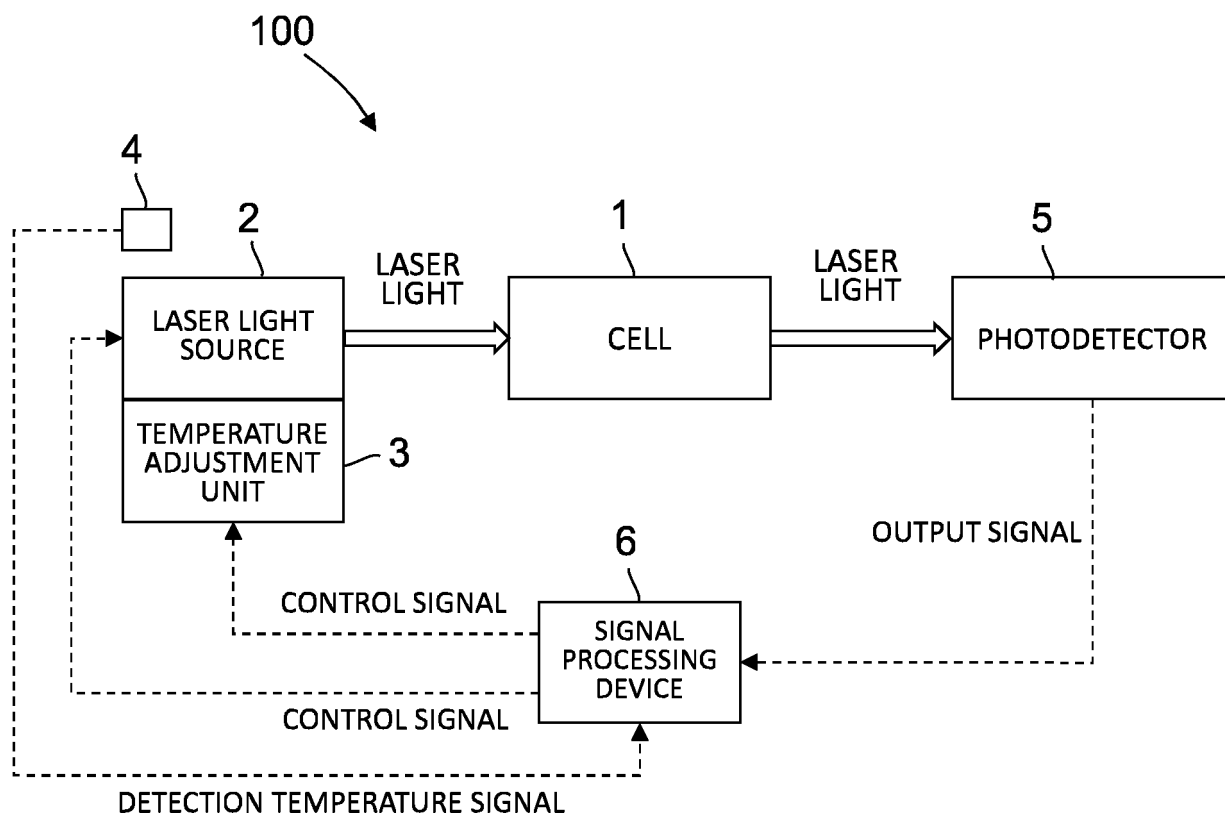 100
4
2
1
5
LASER
LIGHT
LASER
LIGHT
LASER LIGHT
SOURCE
CELL
PHOTODETECTOR
TEMPERATURE
ADJUSTMENT
UNIT
3
OUTPUT SIGNAL
6
CONTROL SIGNAL
SIGNAL
PROCESSING
DEVICE
CONTROL SIGNAL
DETECTION TEMPERATURE SIGNAL